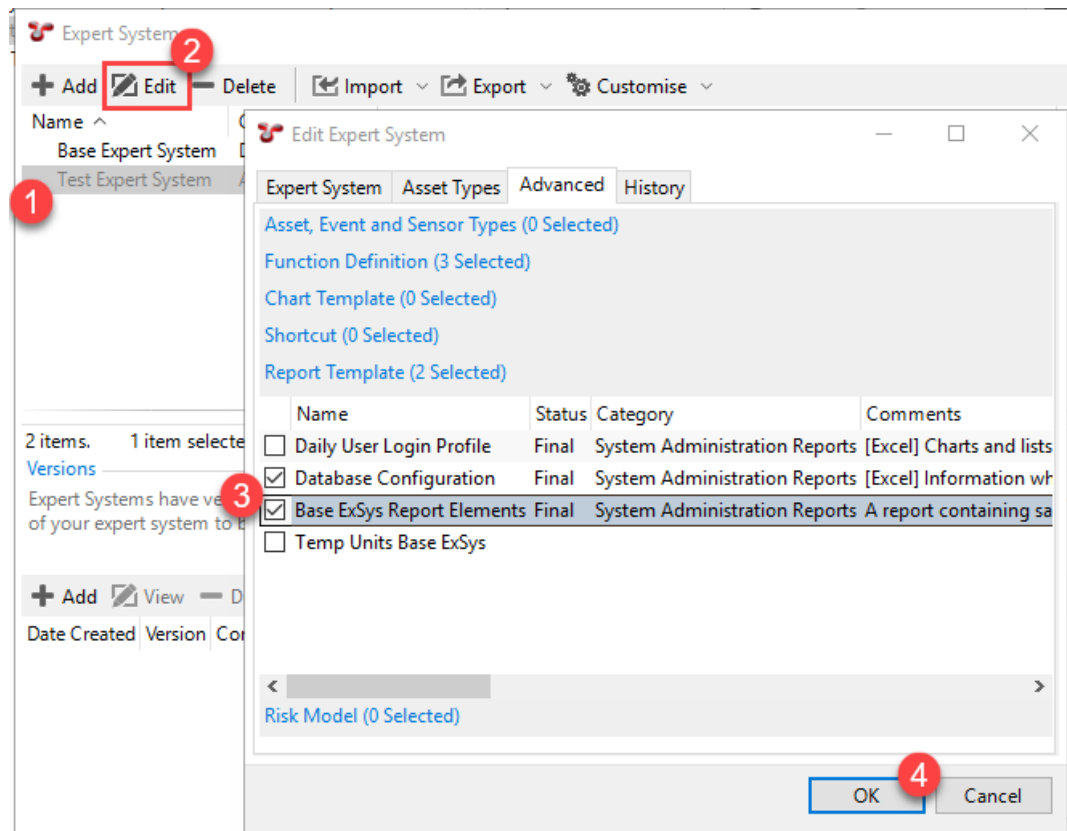 Expert System
2
Add Edit Delete Import Export Customise
Name
Base Expert System
Test Expert System
1
2 items. 1 item selecte
Versions
Expert Systems have ve
of your expert system to b
Add View D
Date Created Version Cor
Edit Expert System
Expert System Asset Types Advanced History
Asset, Event and Sensor Types (0 Selected)
Function Definition (3 Selected)
Chart Template (0 Selected)
Shortcut (0 Selected)
Report Template (2 Selected)
Name Status Category Comments
Daily User Login Profile Final System Administration Reports [Excel] Charts and lists
Database Configuration Final System Administration Reports [Excel] Information wh
3
Base ExSys Report Elements Final System Administration Reports A report containing sa
Temp Units Base ExSys
Risk Model (0 Selected)
4
OK Cancel